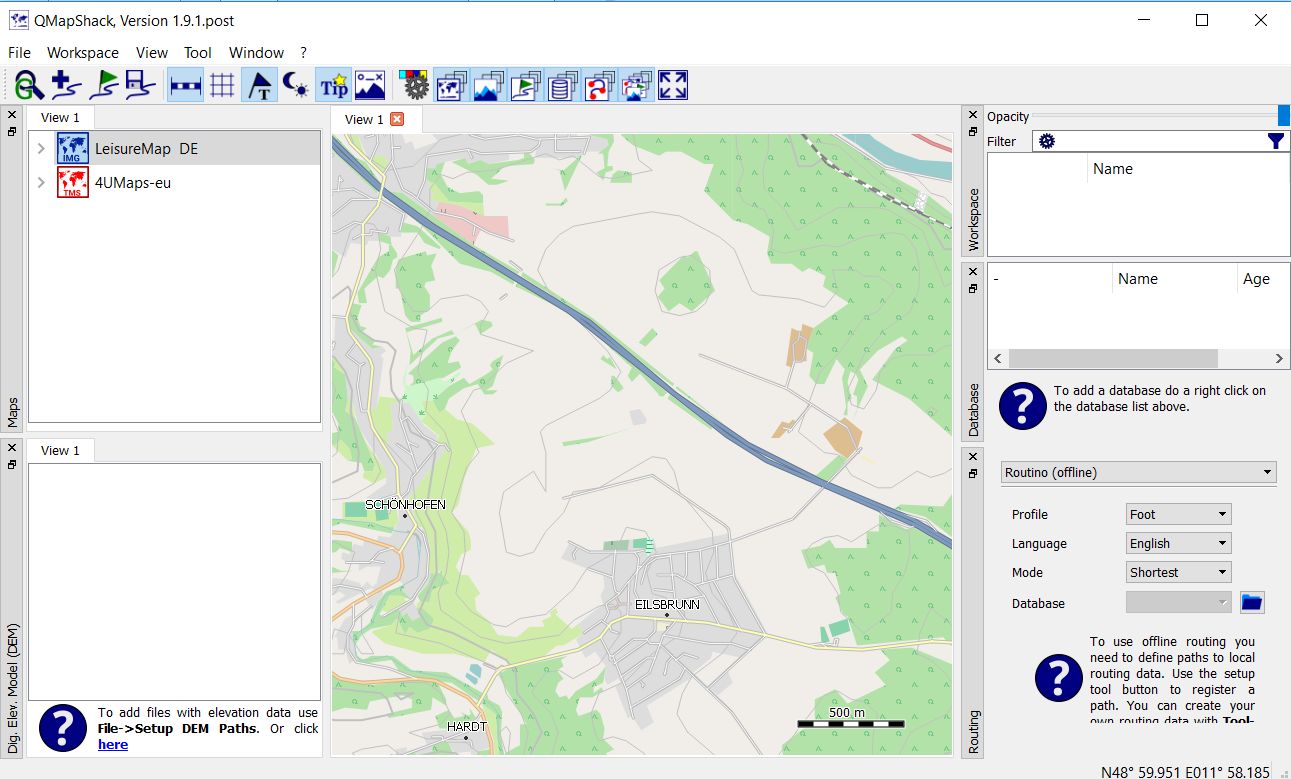 QMapShack, Version 1.9.1.post
File Workspace View Tool Window ?
G T Tip
View 1
IMG LeisureMap DE
TMS 4UMaps-eu
Maps
View 1
To add files with elevation data use
File->Setup DEM Paths. Or click
here
Dig. Elev. Model (DEM)
View 1
SCHÖNHOFEN
EILSBRUNN
HARDT
500 m
Opacity
Filter
Name
Workspace
- Name Age
To add a database do a right click on
the database list above.
Database
Routino (offline)
Profile Foot
Language English
Mode Shortest
Database
To use offline routing you
need to define paths to local
routing data. Use the setup
tool button to register a
path. You can create your
own routing data with Tool-
Routing
N48° 59.951 E011° 58.185